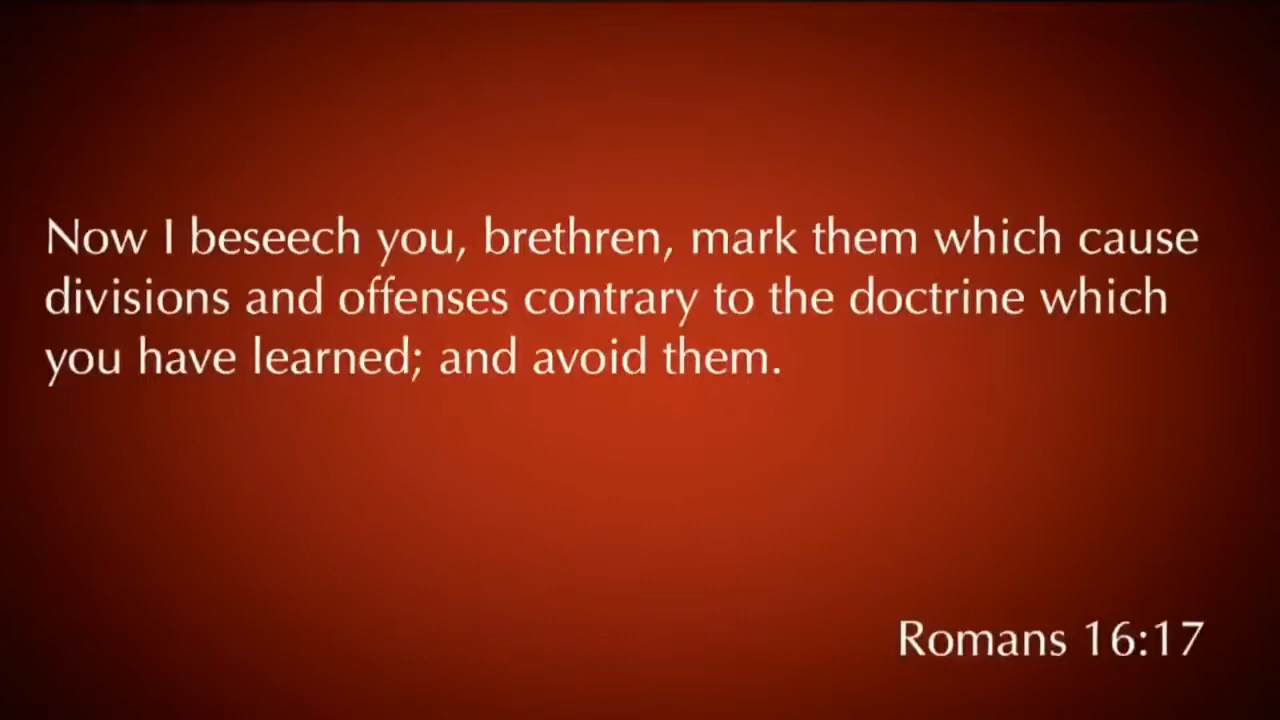 Now I beseech you, brethren, mark them which cause
divisions and offenses contrary to the doctrine which
you have learned; and avoid them.
Romans 16:17